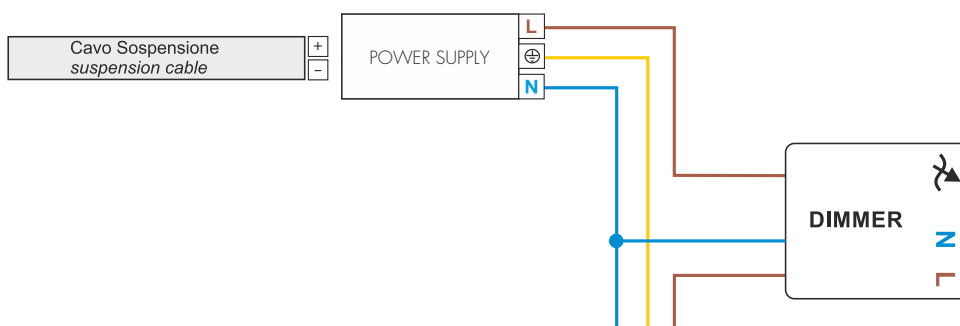 Cavo Sospensione
suspension cable
+
−
POWER SUPPLY
L
N
DIMMER
N
L